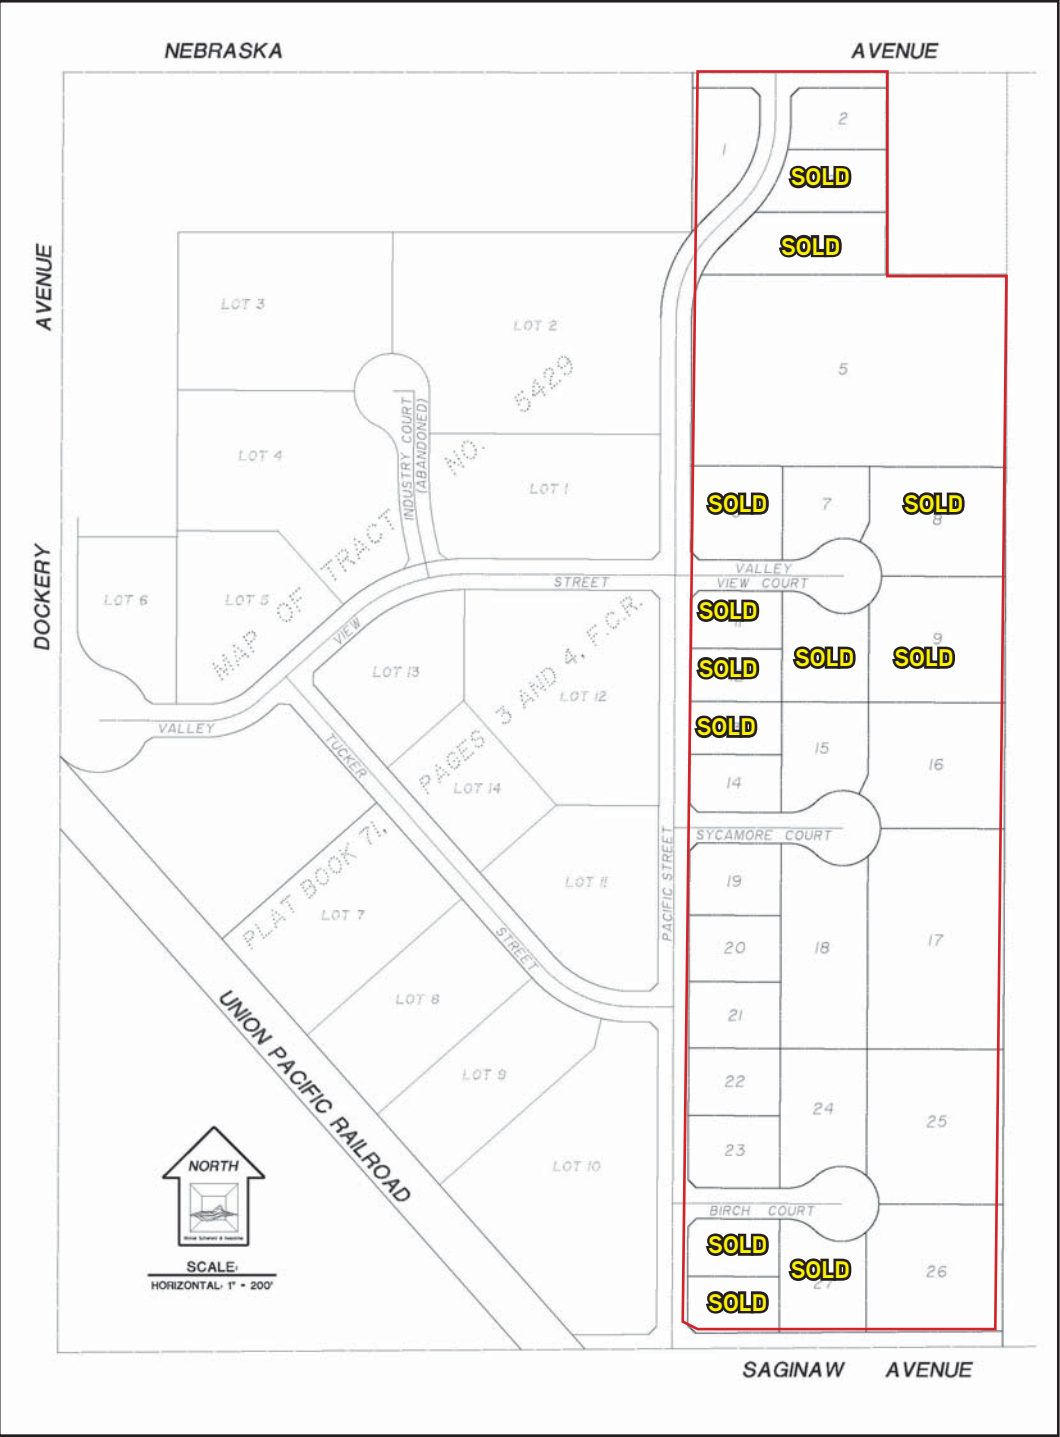 NEBRASKA AVENUE
AVENUE
DOCKERY
1
2
SOLD
SOLD
LOT 3
LOT 2
5
LOT 4
LOT 1
INDUSTRY COURT
(ABANDONED)
MAP OF TRACT NO. 5429
SOLD
7
SOLD
8
VALLEY
VIEW COURT
STREET
LOT 6
LOT 5
VIEW
VALLEY
SOLD
SOLD
SOLD
9
SOLD
LOT 13
LOT 12
PLAT BOOK 71, PAGES 3 AND 4, F.C.R.
SOLD
15
16
14
TUCKER
LOT 14
SYCAMORE COURT
PACIFIC STREET
LOT 11
LOT 7
19
20
18
17
21
STREET
LOT 8
LOT 9
LOT 10
22
24
25
23
UNION PACIFIC RAILROAD
BIRCH COURT
SOLD
SOLD
27
26
SOLD
NORTH
SCALE:
HORIZONTAL: 1" = 200'
SAGINAW AVENUE